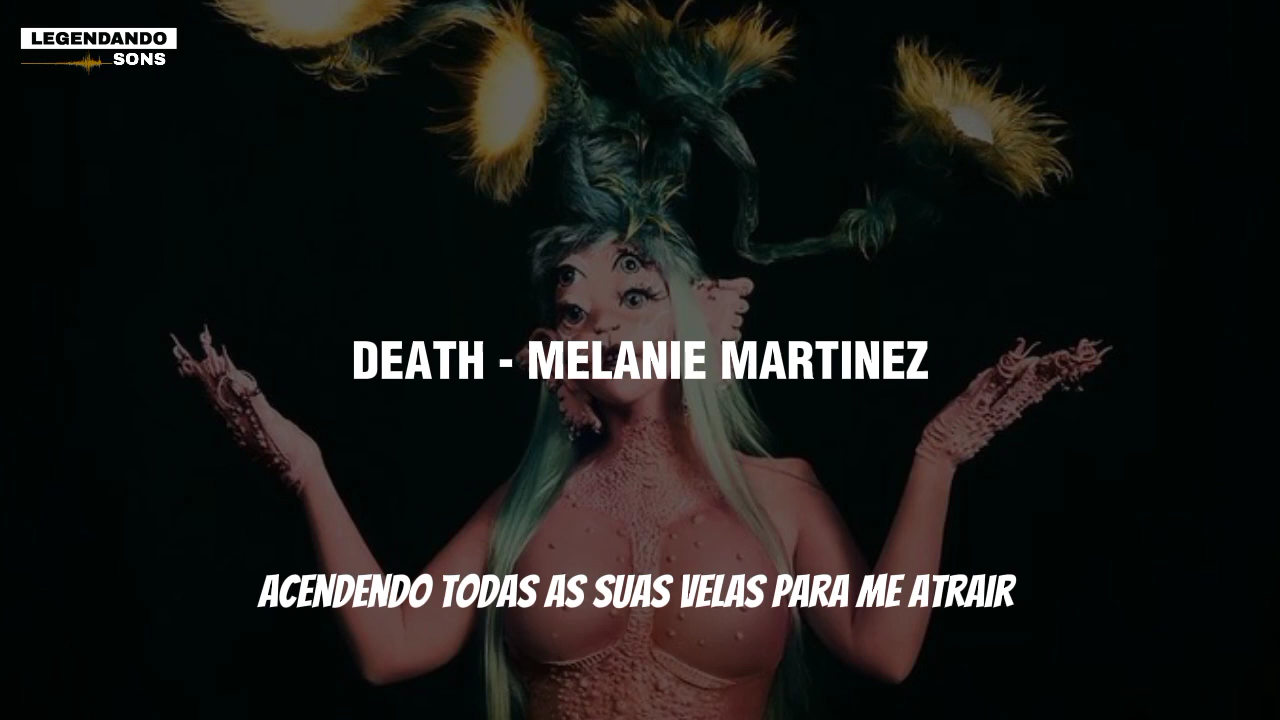 LEGENDANDO
SONS
DEATH - MELANIE MARTINEZ
ACENDENDO TODAS AS SUAS VELAS PARA ME ATRAIR